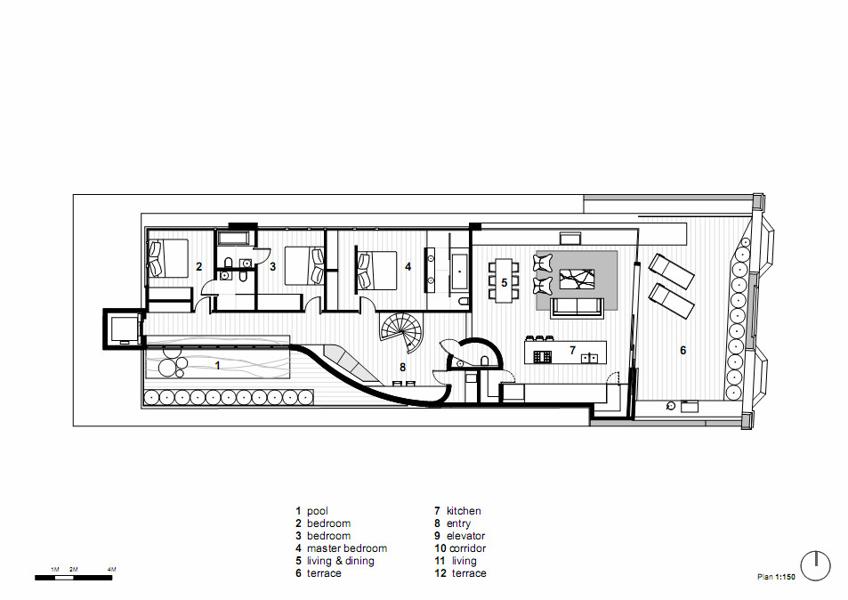 2
3
4
5
1
8
7
6
1 pool
2 bedroom
3 bedroom
4 master bedroom
5 living & dining
6 terrace
7 kitchen
8 entry
9 elevator
10 corridor
11 living
12 terrace
1M 2M 4M
Plan 1:150